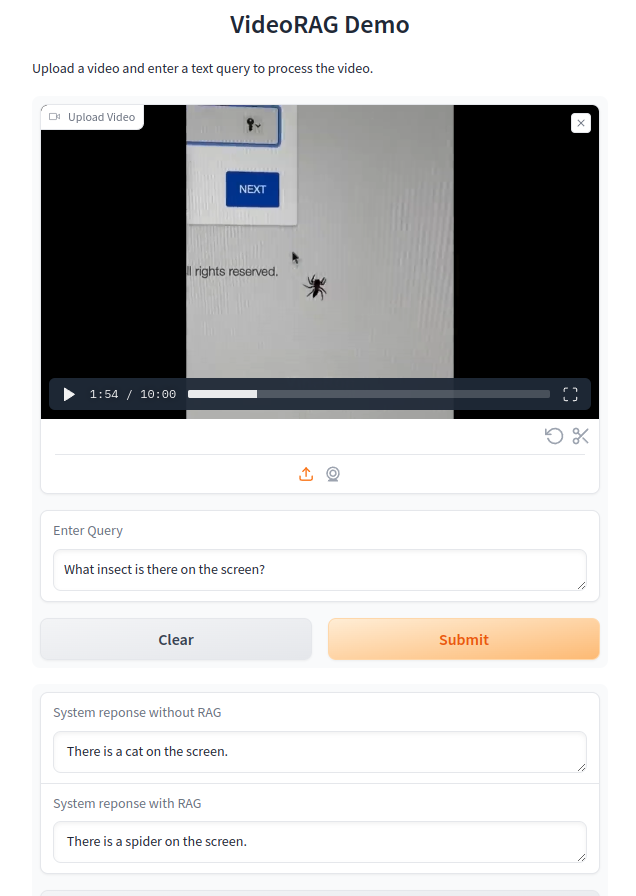 VideoRAG Demo
Upload a video and enter a text query to process the video.
Upload Video
NEXT
ll rights reserved.
1:54 / 10:00
Enter Query
What insect is there on the screen?
Clear
Submit
System reponse without RAG
There is a cat on the screen.
System reponse with RAG
There is a spider on the screen.